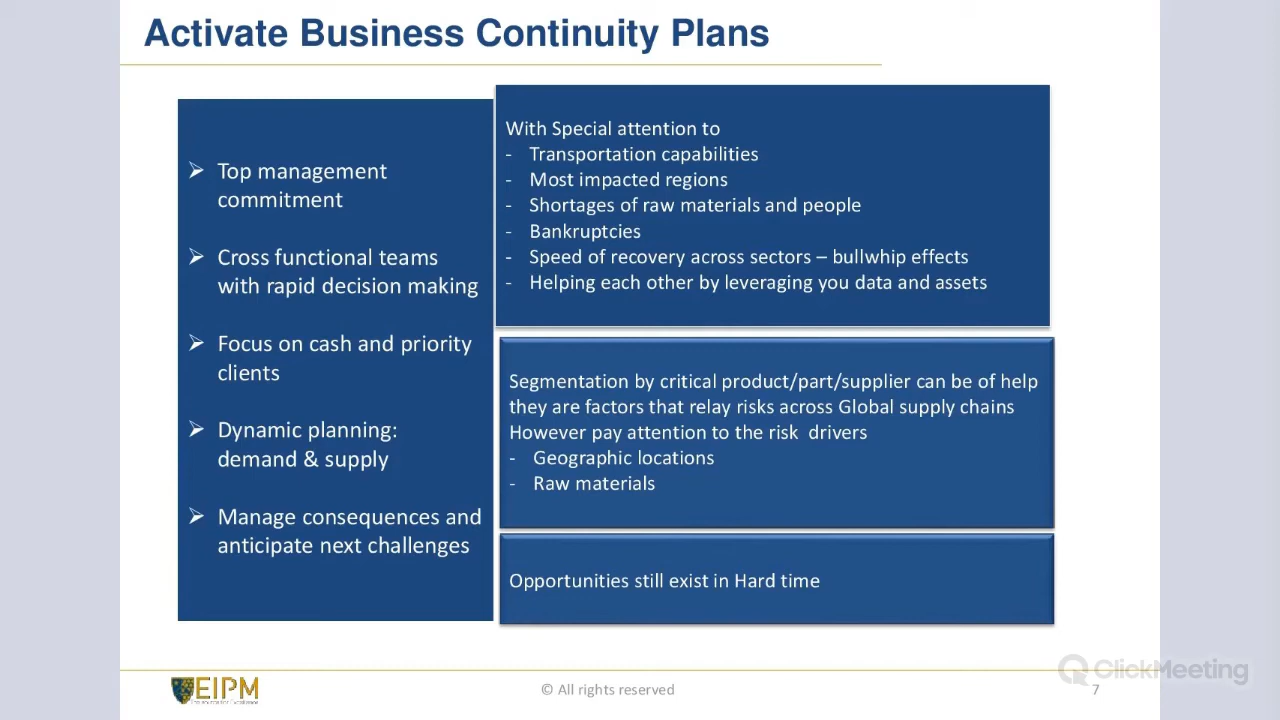 Activate Business Continuity Plans
➢ Top management
commitment
➢ Cross functional teams
with rapid decision making
➢ Focus on cash and priority
clients
➢ Dynamic planning:
demand & supply
➢ Manage consequences and
anticipate next challenges
With Special attention to
- Transportation capabilities
- Most impacted regions
- Shortages of raw materials and people
- Bankruptcies
- Speed of recovery across sectors – bullwhip effects
- Helping each other by leveraging you data and assets
Segmentation by critical product/part/supplier can be of help
they are factors that relay risks across Global supply chains
However pay attention to the risk drivers
- Geographic locations
- Raw materials
Opportunities still exist in Hard time
EIPM
© All rights reserved
7
ClickMeeting